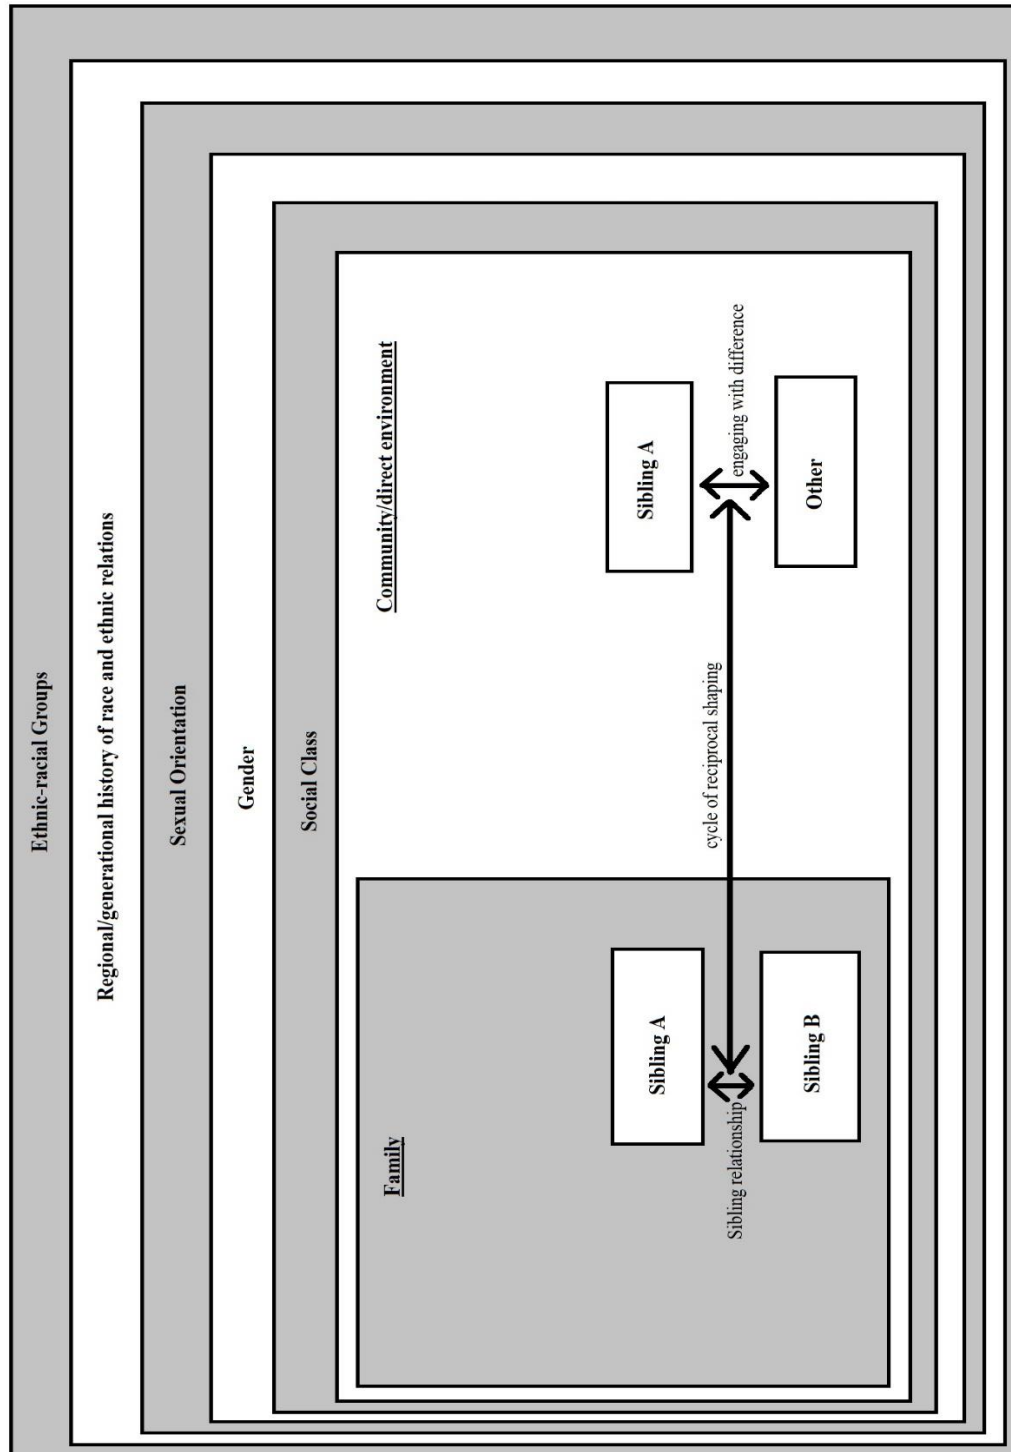 Ethnic-racial Groups
Regional/generational history of race and ethnic relations
Sexual Orientation
Gender
Social Class
Family
Community/direct environment
Sibling A
Sibling A
Sibling relationship
cycle of reciprocal shaping
engaging with difference
Sibling B
Other